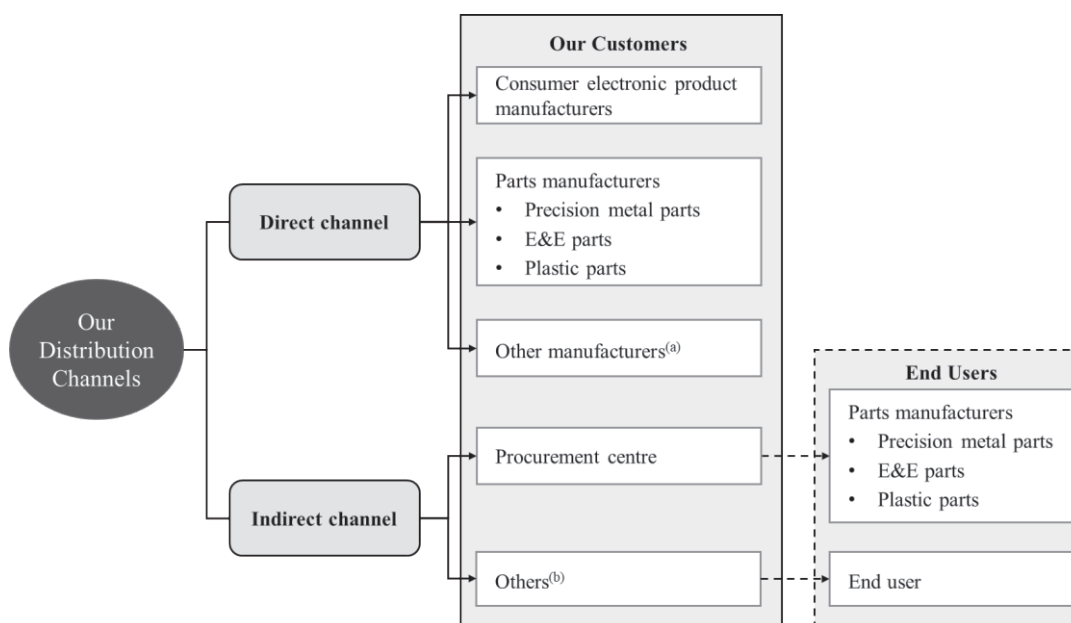 Our Customers
Consumer electronic product
manufacturers
Parts manufacturers
• Precision metal parts
• E&E parts
• Plastic parts
Direct channel
Other manufacturers(a)
Our
Distribution
Channels
End Users
Parts manufacturers
• Precision metal parts
• E&E parts
• Plastic parts
Procurement centre
Indirect channel
Others(b)
End user